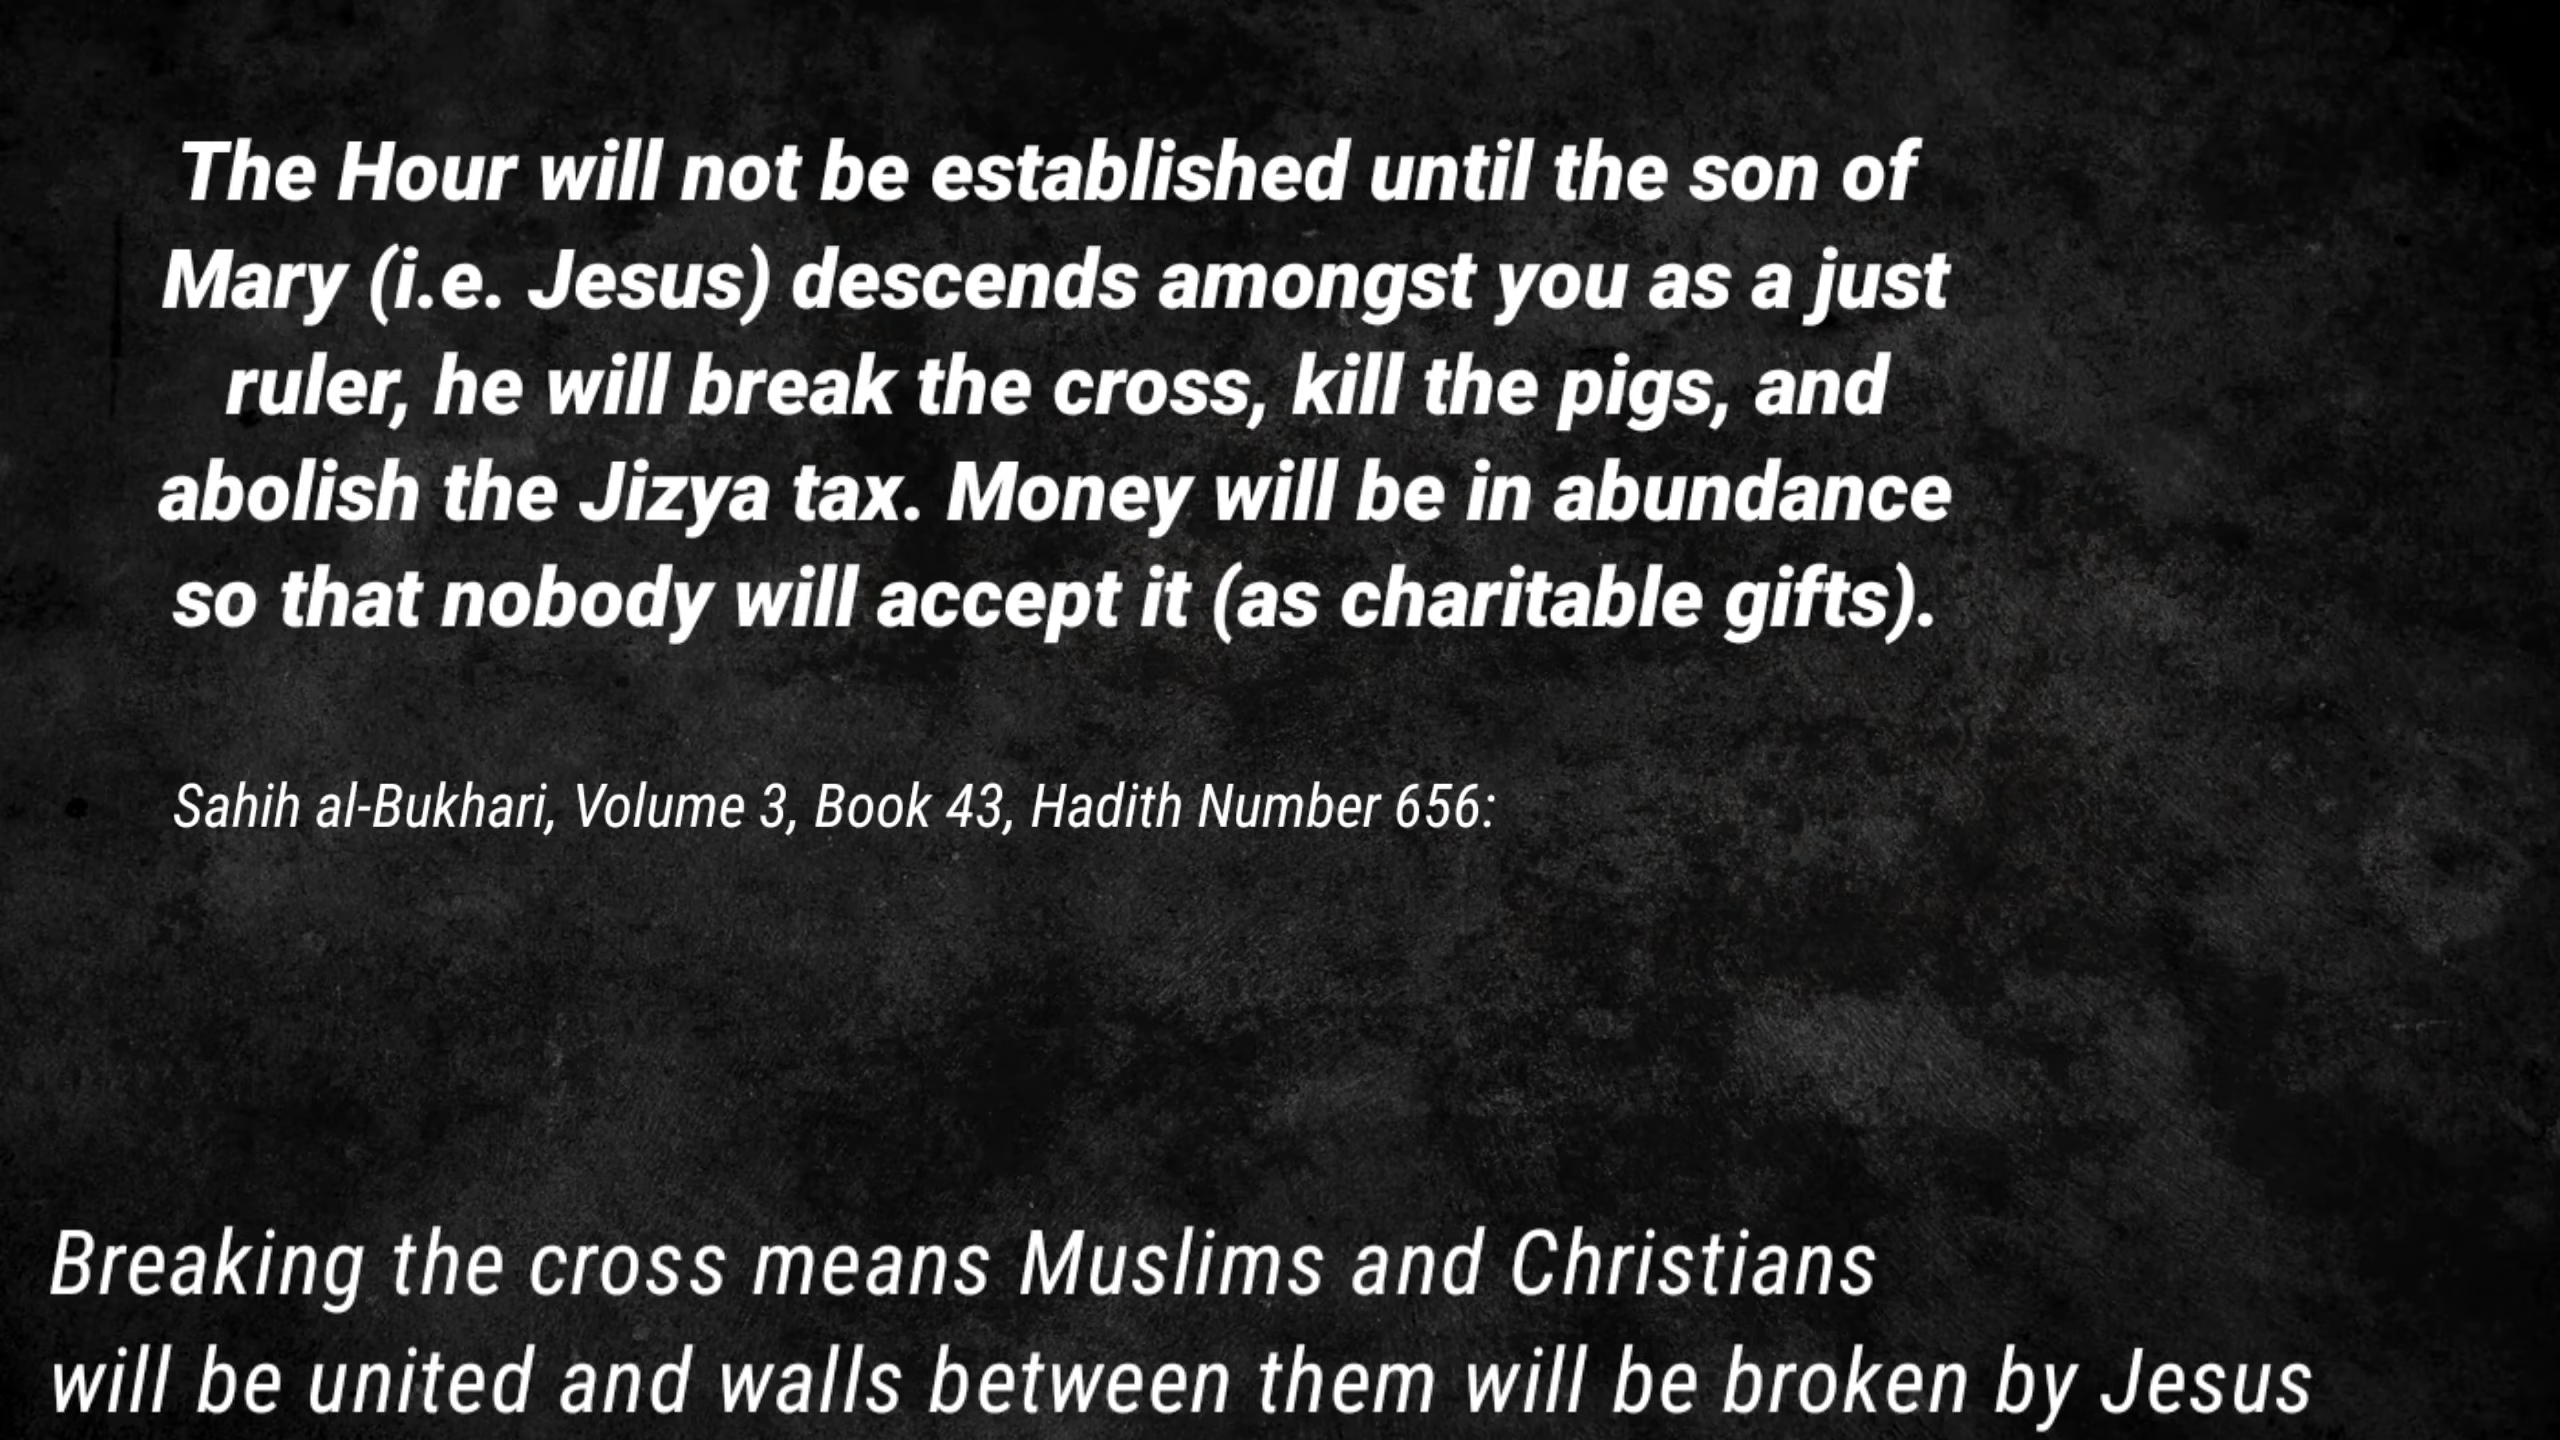 The Hour will not be established until the son of
Mary (i.e. Jesus) descends amongst you as a just
ruler, he will break the cross, kill the pigs, and
abolish the Jizya tax. Money will be in abundance
so that nobody will accept it (as charitable gifts).
Sahih al-Bukhari, Volume 3, Book 43, Hadith Number 656:
Breaking the cross means Muslims and Christians
will be united and walls between them will be broken by Jesus